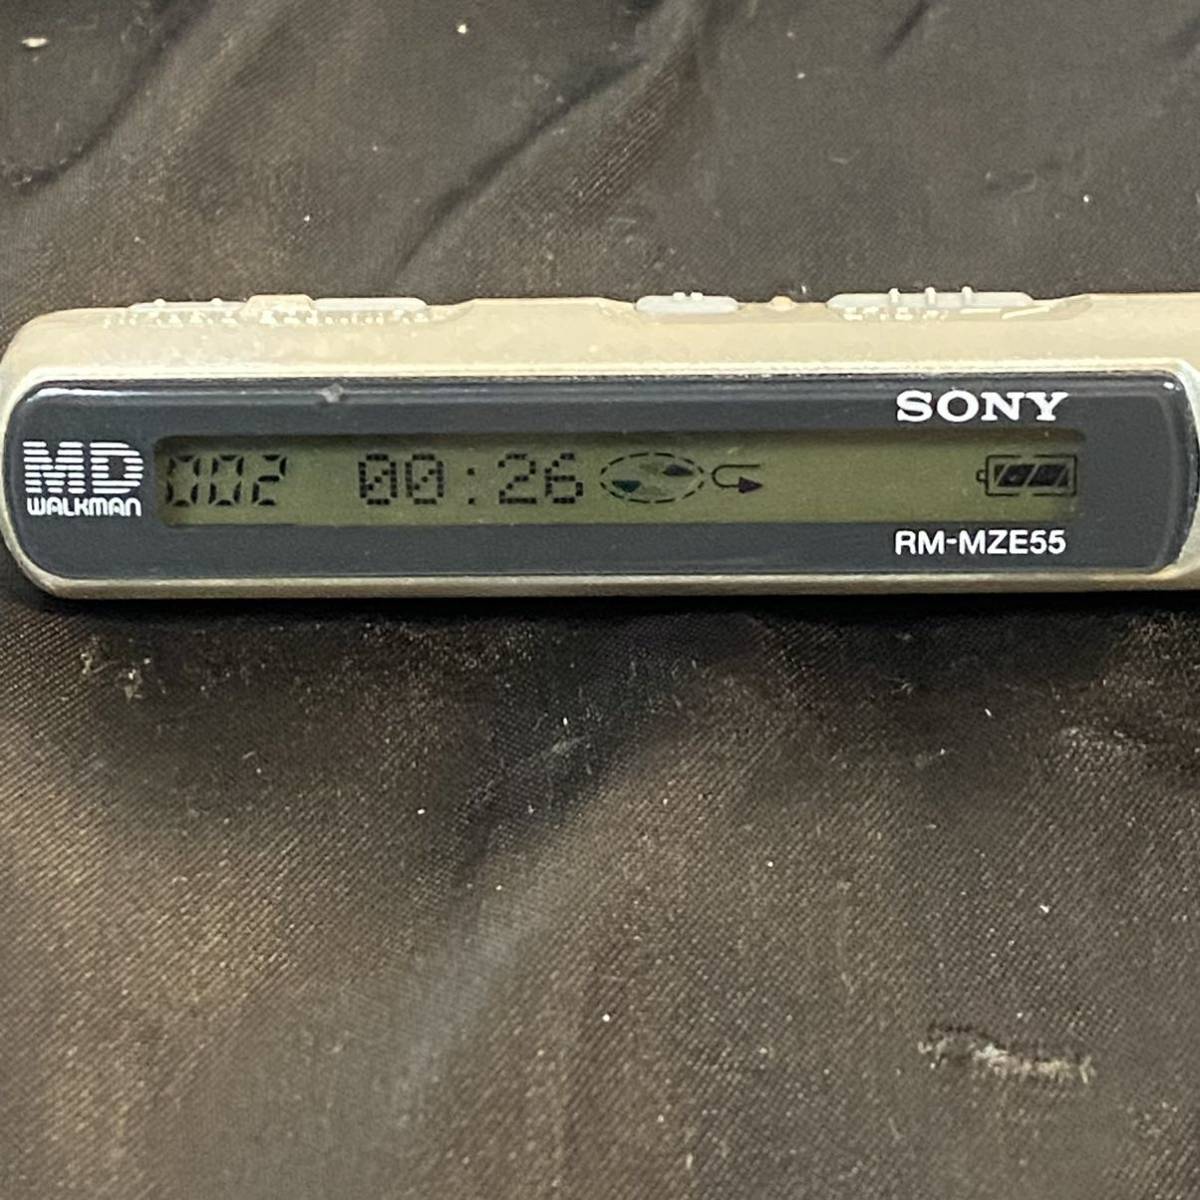 SONY
MD
WALKMAN
002 00:26
RM-MZE55